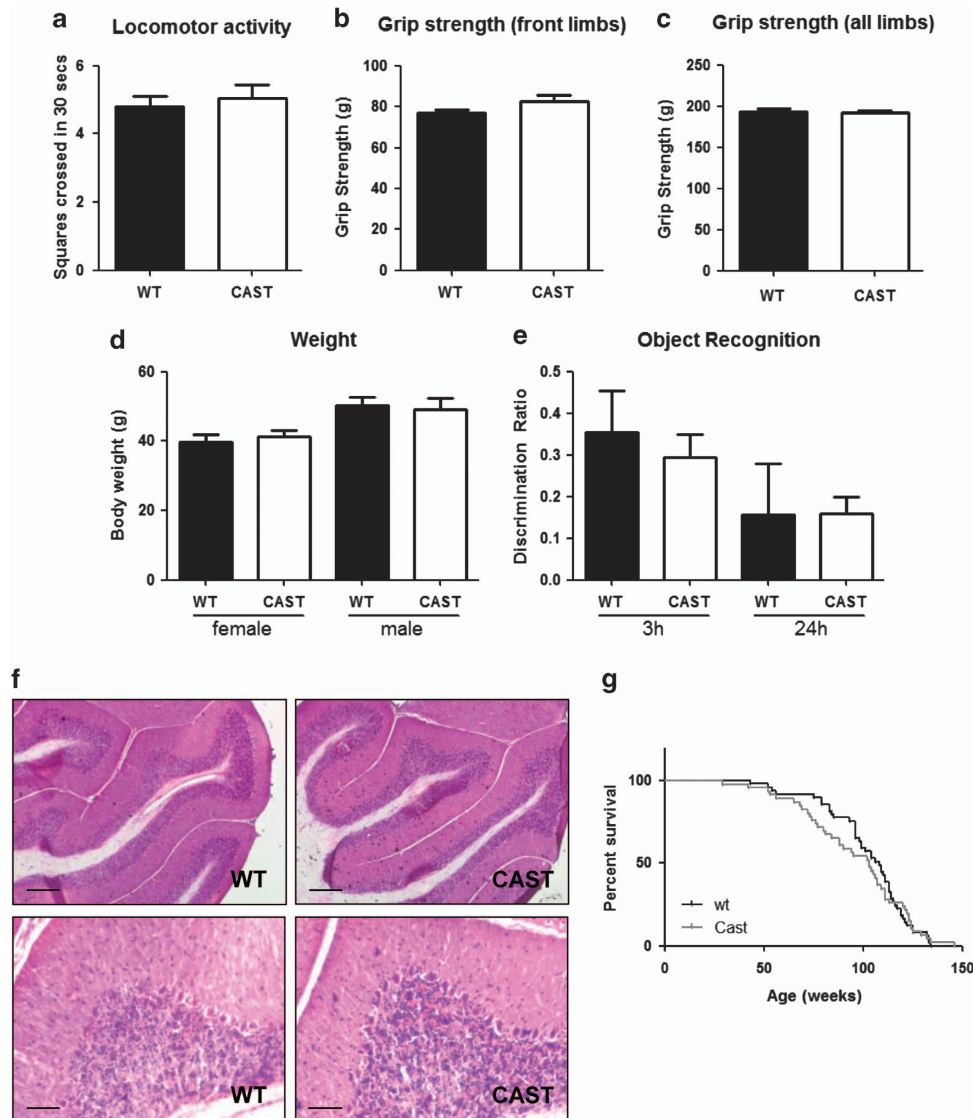 a Locomotor activity
Squares crossed in 30 secs
6
4
2
0
WT CAST
b Grip strength (front limbs)
Grip Strength (g)
100
80
60
40
20
0
WT CAST
c Grip strength (all limbs)
Grip Strength (g)
250
200
150
100
50
0
WT CAST
d Weight
Body weight (g)
60
40
20
0
WT CAST WT CAST
female male
e Object Recognition
Discrimination Ratio
0.5
0.4
0.3
0.2
0.1
0.0
WT CAST WT CAST
3h 24h
f
WT
CAST
WT
CAST
g
Percent survival
100
50
0
wt
Cast
0 50 100 150
Age (weeks)